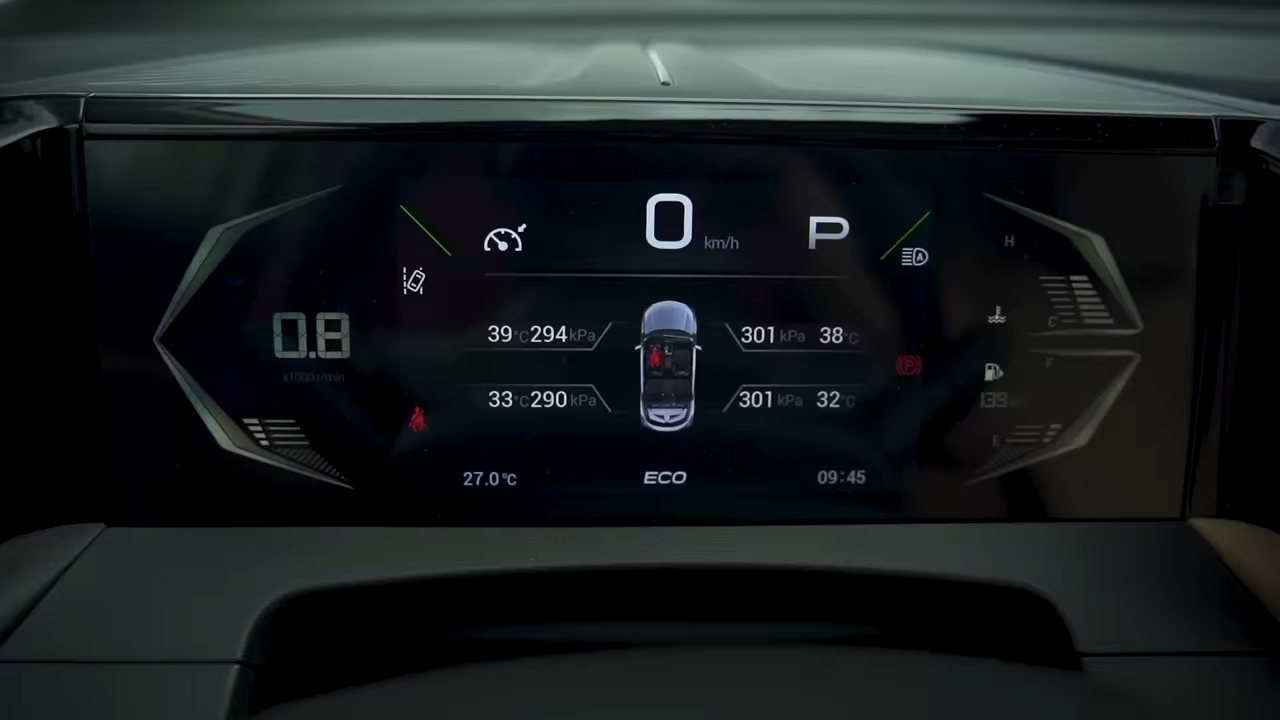 0 km/h P
A
H
39°C 294 kPa 301 kPa 38°C
0.8
C
x1000 r/min
P
F
33°C 290 kPa 301 kPa 32°C
139
E
27.0 °C ECO 09:45